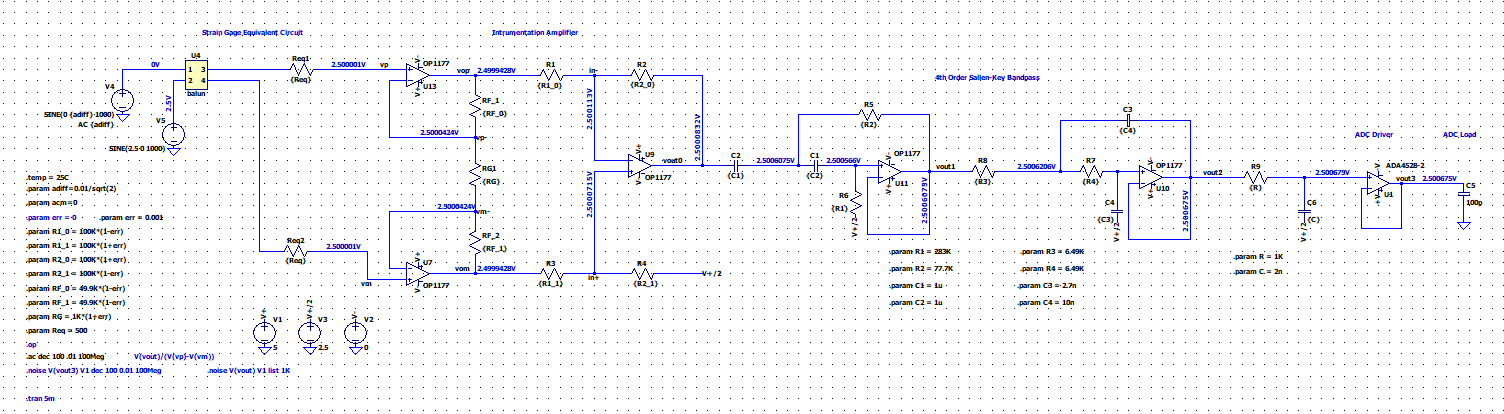 Strain Gage Equivalent Circuit
Intrumentation Amplifier
4th Order Sallen-Key Bandpass
ADC Driver
ADC Load
0V
U4
1 3
2 4
balun
V4
SINE(0 {adiff} 1000)
AC {adiff}
2.5V
V5
SINE(2.5 0 1000)
Req1
{Req}
2.500001V
vp
V-
OP1177
V+
U13
vop
2.4999428V
RF_1
{RF_0}
2.5000424V
vp-
RG1
{RG}
vm-
RF_2
{RF_1}
Req2
{Req}
2.500001V
vm
V+
U7
V-
OP1177
vom
2.4999428V
R1
{R1_0}
in-
R2
{R2_0}
2.500113V
2.5000715V
2.5000832V
R3
{R1_1}
in+
R4
{R2_1}
V+/2
V+
U9
V-
OP1177
vout0
C2
{C1}
2.5006075V
C1
{C2}
2.500566V
R5
{R2}
R6
{R1}
V+/2
V-
OP1177
V+
U11
2.5006079V
vout1
R8
{R3}
2.5006206V
R7
{R4}
C3
{C4}
C4
{C3}
V+/2
V-
OP1177
V+
U10
2.500675V
vout2
R9
{R}
2.500679V
C6
{C}
V+/2
ADA4528-2
U1
vout3
2.500675V
C5
100p
.temp = 25C
.param adiff=0.01/sqrt(2)
.param acm=0
.param err = 0 .param err = 0.001
.param R1_0 = 100K*(1-err)
.param R1_1 = 100K*(1+err)
.param R2_0 = 100K*(1+err)
.param R2_1 = 100K*(1-err)
.param RF_0 = 49.9K*(1-err)
.param RF_1 = 49.9K*(1-err)
.param RG = 1K*(1+err)
.param Req = 500
.op
.ac dec 100 .01 100Meg V(vout)/(V(vp)-V(vm))
.noise V(vout3) V1 dec 100 0.01 100Meg .noise V(vout) V1 list 1K
.tran 5m
V+
V1
5
V+/2
V3
2.5
V-
V2
0
.param R1 = 283K
.param R2 = 77.7K
.param C1 = 1u
.param C2 = 1u
.param R3 = 6.49K
.param R4 = 6.49K
.param C3 = 2.7n
.param C4 = 10n
.param R = 1K
.param C = 2n